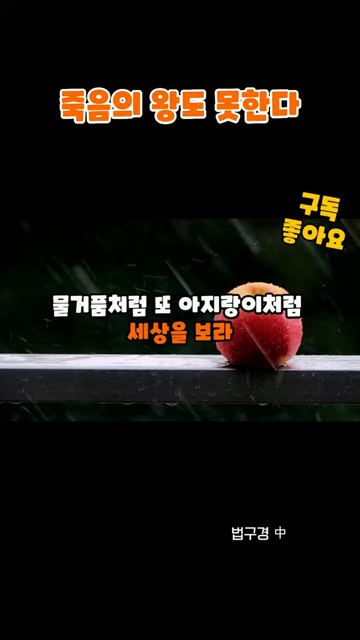 죽음의 왕도 못한다
구독
좋아요
물거품처럼 또 아지랑이처럼
세상을 보라
법구경 中